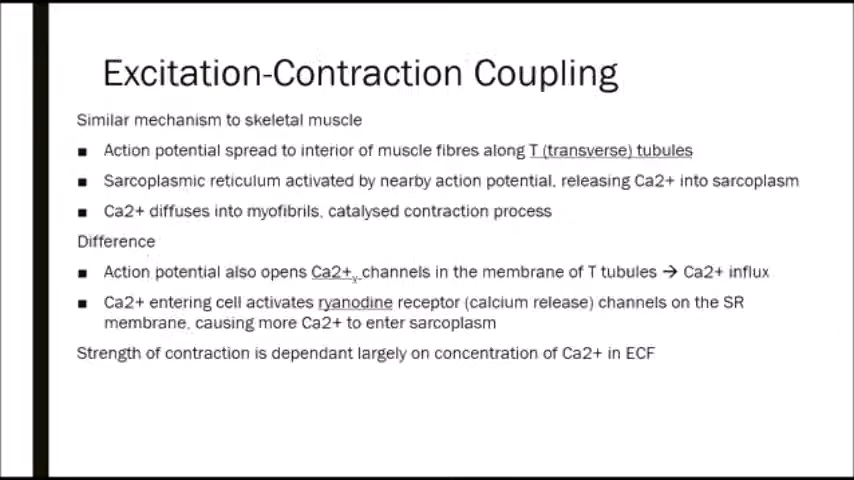 Excitation-Contraction Coupling
Similar mechanism to skeletal muscle
■ Action potential spread to interior of muscle fibres along T (transverse) tubules
■ Sarcoplasmic reticulum activated by nearby action potential, releasing Ca2+ into sarcoplasm
■ Ca2+ diffuses into myofibrils, catalysed contraction process
Difference
■ Action potential also opens Ca2+ᵥ channels in the membrane of T tubules → Ca2+ influx
■ Ca2+ entering cell activates ryanodine receptor (calcium release) channels on the SR
membrane, causing more Ca2+ to enter sarcoplasm
Strength of contraction is dependant largely on concentration of Ca2+ in ECF